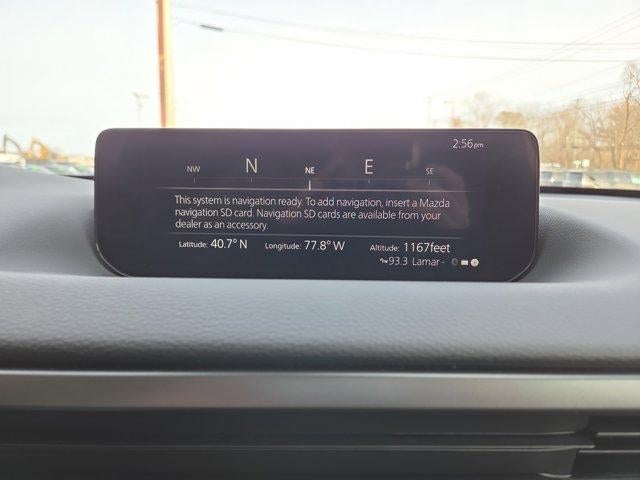 2:56pm
NW N NE E SE
This system is navigation ready. To add navigation, insert a Mazda
navigation SD card. Navigation SD cards are available from your
dealer as an accessory.
Latitude: 40.7° N Longitude: 77.8° W Altitude: 1167feet
93.3 Lamar -